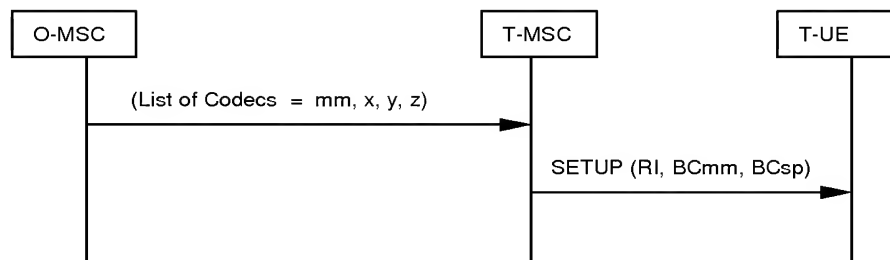 O-MSC
T-MSC
T-UE
(List of Codecs = mm, x, y, z)
SETUP (RI, BCmm, BCsp)